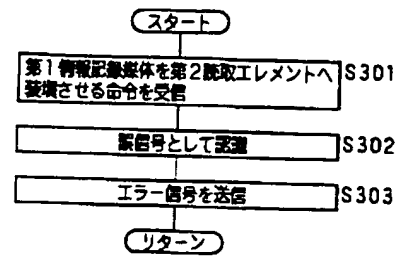 スタート
第1情報記録媒体を第2読取エレメントへ S301
装填させる命令を受信
誤信号として認識 S302
エラー信号を送信 S303
リターン